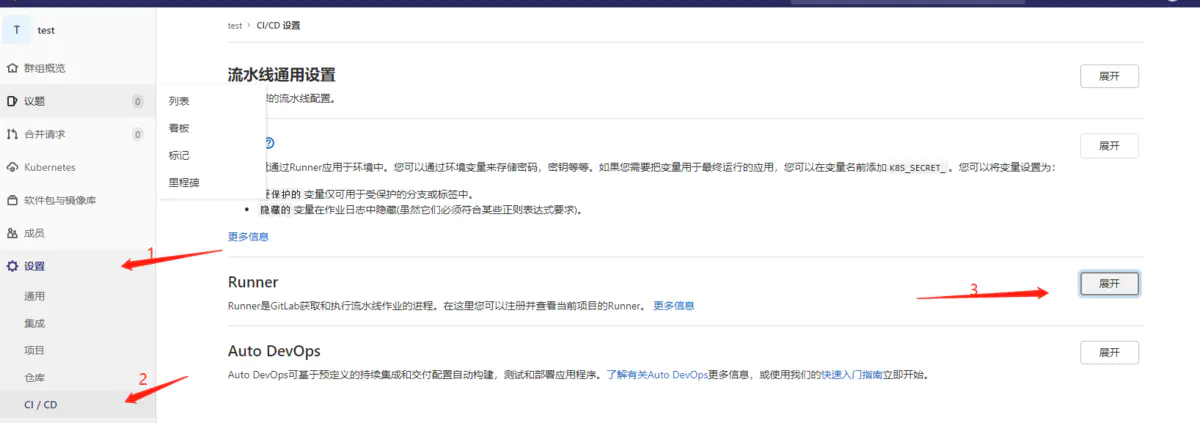 T test
群组概览
议题 0
合并请求 0
Kubernetes
软件包与镜像库
成员
设置
通用
集成
项目
仓库
CI / CD
列表
看板
标记
里程碑
1
2
test › CI/CD 设置
流水线通用设置
展开
的流水线配置。
展开
通过Runner应用于环境中。您可以通过环境变量来存储密码，密钥等等。如果您需要把变量用于最终运行的应用，您可以在变量名前添加 K8S_SECRET_。您可以将变量设置为：
保护的 变量仅可用于受保护的分支或标签中。
• 隐藏的 变量在作业日志中隐藏(虽然它们必须符合某些正则表达式要求)。
更多信息
Runner
展开
3
Runner是GitLab获取和执行流水线作业的进程。在这里您可以注册并查看当前项目的Runner。 更多信息
Auto DevOps
展开
Auto DevOps可基于预定义的持续集成和交付配置自动构建，测试和部署应用程序。了解有关Auto DevOps更多信息，或使用我们的快速入门指南立即开始。